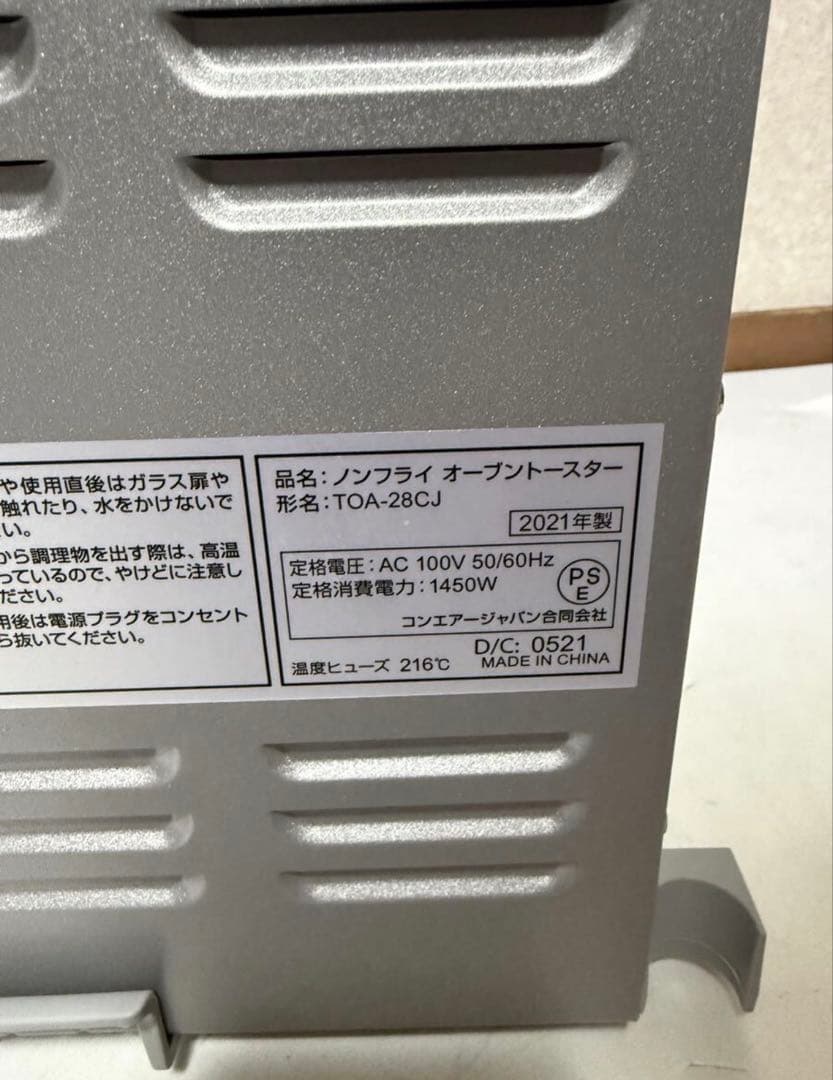 や使用直後はガラス扉や
触れたり、水をかけないで
い。
から調理物を出す際は、高温
っているので、やけどに注意し
ださい。
用後は電源プラグをコンセント
ら抜いてください。
品名:ノンフライ オーブントースター
形名:TOA-28CJ
2021年製
定格電圧:AC 100V 50/60Hz
定格消費電力:1450W
PS
E
コンエアージャパン合同会社
D/C: 0521
温度ヒューズ 216℃
MADE IN CHINA